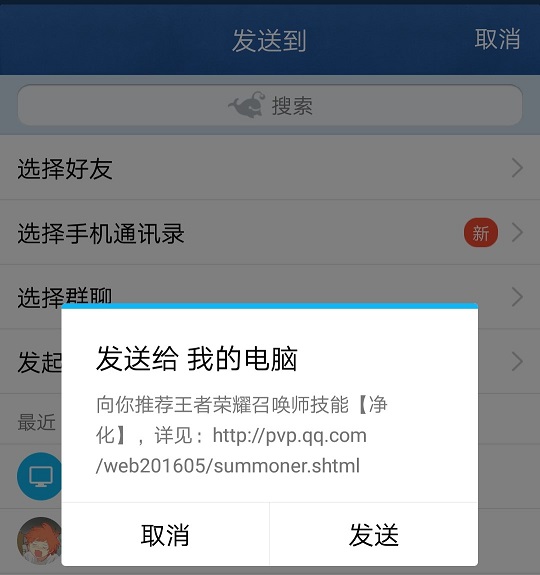 发送到
取消
搜索
选择好友
选择手机通讯录
新
选择群聊
发起
最近
发送给 我的电脑
向你推荐王者荣耀召唤师技能【净
化】，详见：http://pvp.qq.com
/web201605/summoner.shtml
取消
发送